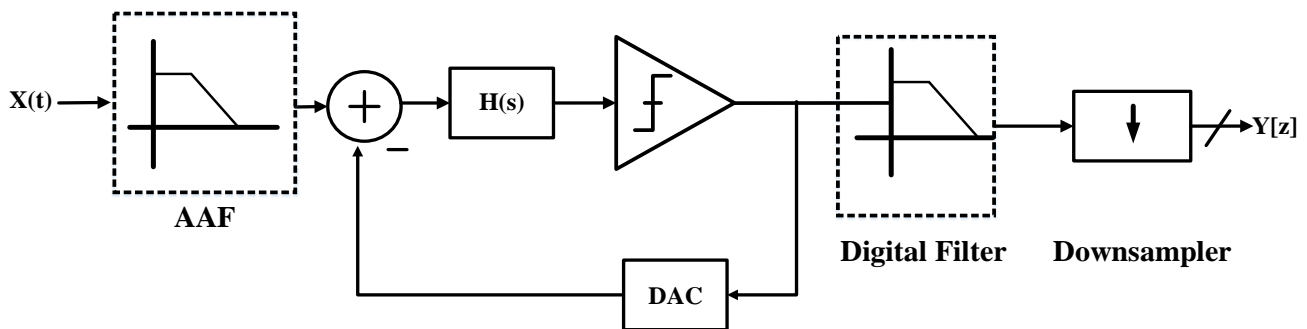 X(t)
H(s)
Y[z]
AAF
Digital Filter
Downsampler
DAC